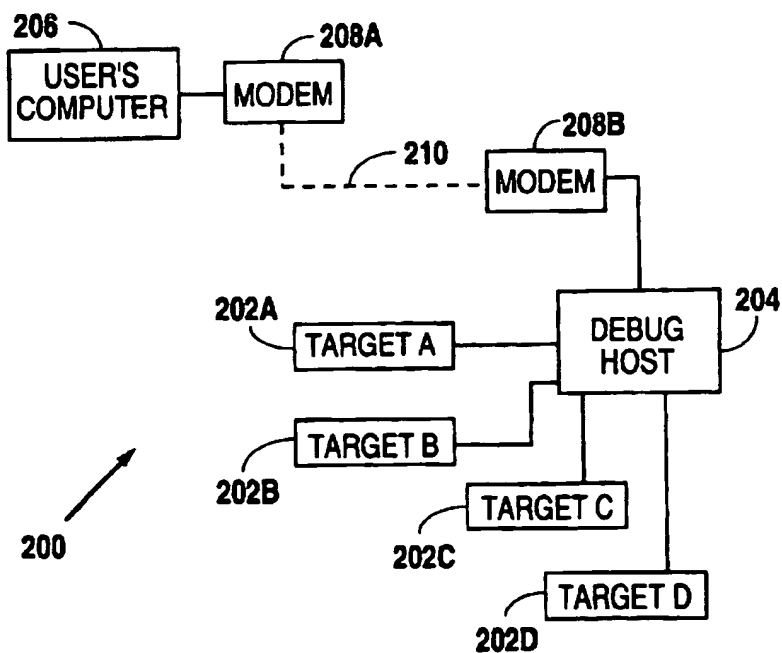 206
USER'S
COMPUTER
208A
MODEM
210
208B
MODEM
202A
TARGET A
DEBUG
HOST
204
TARGET B
202B
TARGET C
202C
200
TARGET D
202D